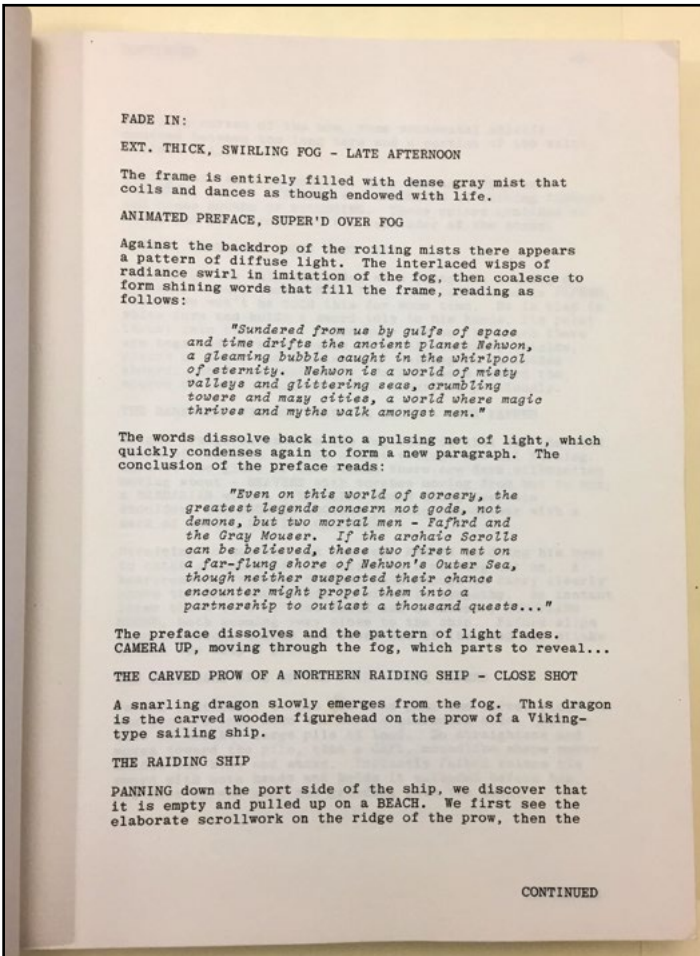 FADE IN:
EXT. THICK, SWIRLING FOG - LATE AFTERNOON
The frame is entirely filled with dense gray mist that
coils and dances as though endowed with life.
ANIMATED PREFACE, SUPER'D OVER FOG
Against the backdrop of the roiling mists there appears
a pattern of diffuse light. The interlaced wisps of
radiance swirl in imitation of the fog, then coalesce to
form shining words that fill the frame, reading as
follows:
"Sundered from us by gulfs of space
and time drifts the ancient planet Nehwon,
a gleaming bubble caught in the whirlpool
of eternity. Nehwon is a world of misty
valleys and glittering seas, crumbling
towers and mazy cities, a world where magic
thrives and myths walk amongst men."
The words dissolve back into a pulsing net of light, which
quickly condenses again to form a new paragraph. The
conclusion of the preface reads:
"Even on this world of sorcery, the
greatest legends concern not gods, not
demons, but two mortal men - Fafhrd and
the Gray Mouser. If the archaic Scrolls
can be believed, these two first met on
a far-flung shore of Nehwon's Outer Sea,
though neither suspected their chance
encounter might propel them into a
partnership to outlast a thousand quests..."
The preface dissolves and the pattern of light fades.
CAMERA UP, moving through the fog, which parts to reveal...
THE CARVED PROW OF A NORTHERN RAIDING SHIP - CLOSE SHOT
A snarling dragon slowly emerges from the fog. This dragon
is the carved wooden figurehead on the prow of a Viking-
type sailing ship.
THE RAIDING SHIP
PANNING down the port side of the ship, we discover that
it is empty and pulled up on a BEACH. We first see the
elaborate scrollwork on the ridge of the prow, then the
CONTINUED